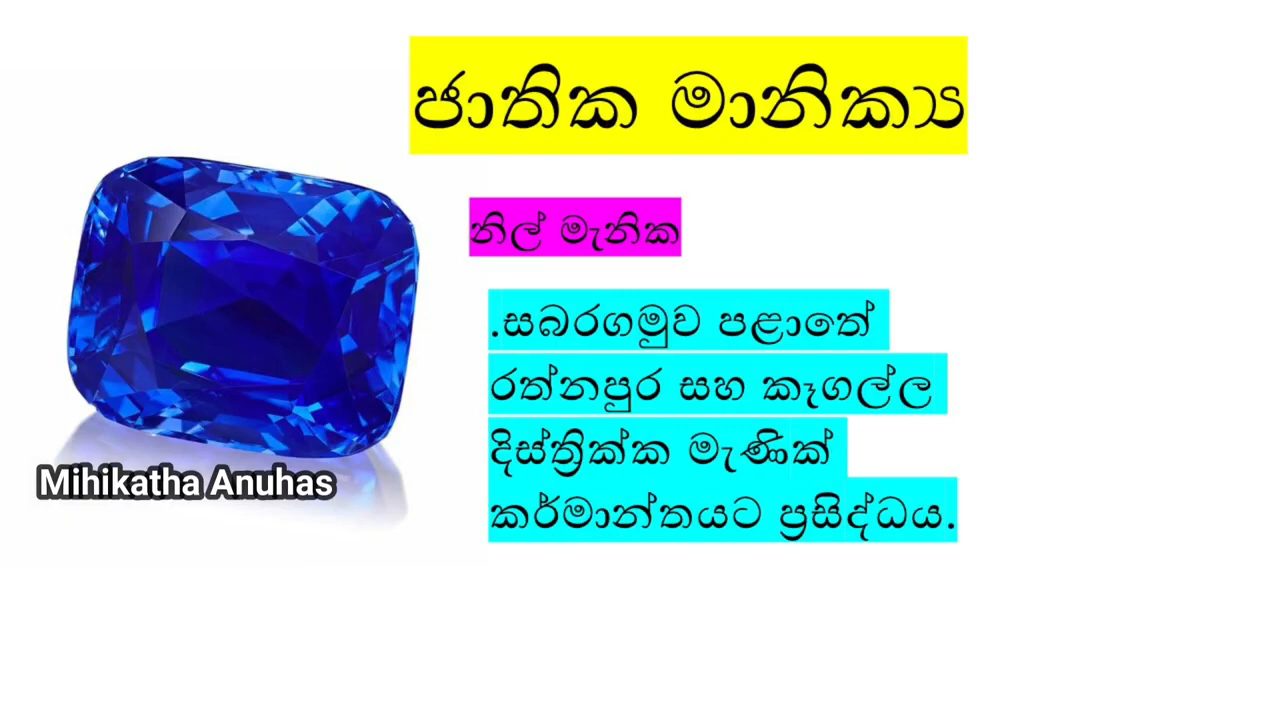 ජාතික මානික්‍ය
නිල් මැනික
.සබරගමුව පළාතේ
රත්නපුර සහ කෑගල්ල
දිස්ත්‍රික්ක මැණික්
කර්මාන්තයට ප්‍රසිද්ධය.
Mihikatha Anuhas